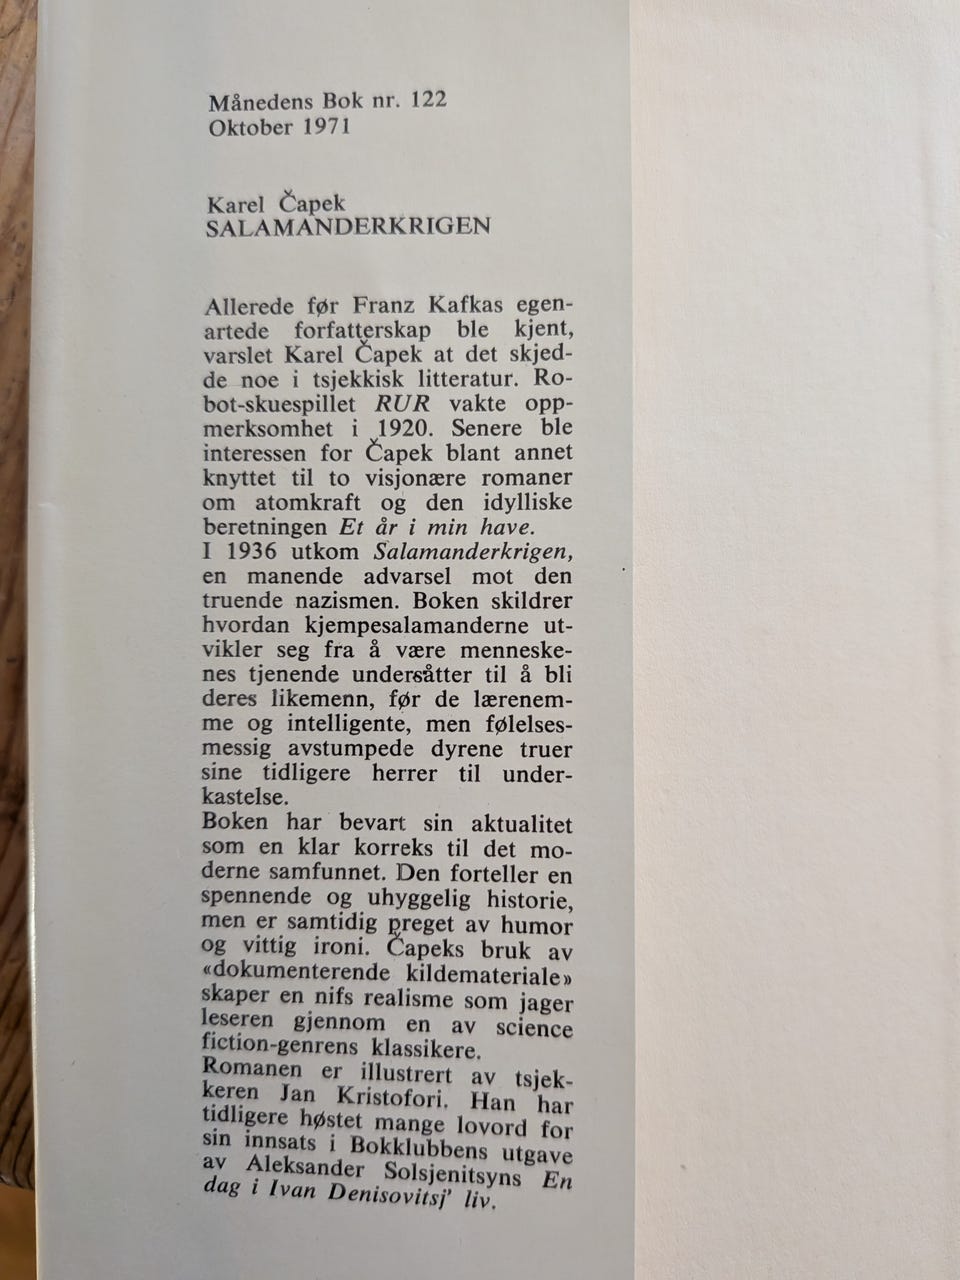 Månedens Bok nr. 122
Oktober 1971
Karel Čapek
SALAMANDERKRIGEN
Allerede før Franz Kafkas egen-
artede forfatterskap ble kjent,
varslet Karel Čapek at det skjed-
de noe i tsjekkisk litteratur. Ro-
bot-skuespillet RUR vakte opp-
merksomhet i 1920. Senere ble
interessen for Čapek blant annet
knyttet til to visjonære romaner
om atomkraft og den idylliske
beretningen Et år i min have.
I 1936 utkom Salamanderkrigen,
en manende advarsel mot den
truende nazismen. Boken skildrer
hvordan kjempesalamanderne ut-
vikler seg fra å være menneske-
nes tjenende undersåtter til å bli
deres likemenn, før de lærenem-
me og intelligente, men følelses-
messig avstumpede dyrene truer
sine tidligere herrer til under-
kastelse.
Boken har bevart sin aktualitet
som en klar korreks til det mo-
derne samfunnet. Den forteller en
spennende og uhyggelig historie,
men er samtidig preget av humor
og vittig ironi. Čapeks bruk av
«dokumenterende kildemateriale»
skaper en nifs realisme som jager
leseren gjennom en av science
fiction-genrens klassikere.
Romanen er illustrert av tsjek-
keren Jan Kristofori. Han har
tidligere høstet mange lovord for
sin innsats i Bokklubbens utgave
av Aleksander Solsjenitsyns En
dag i Ivan Denisovitsj' liv.